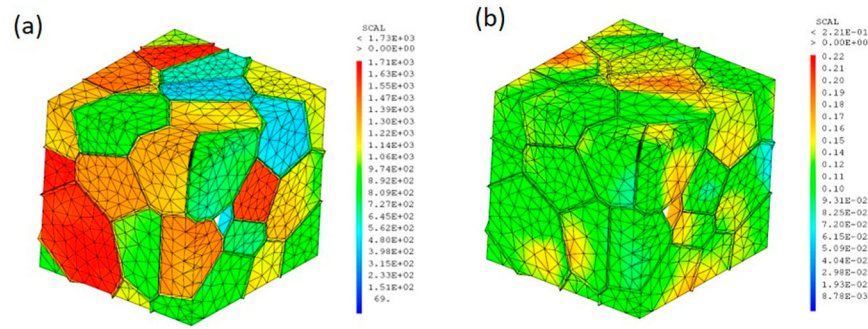 (a)
SCAL
< 1.73E+03
> 0.00E+00
1.71E+03
1.63E+03
1.55E+03
1.47E+03
1.39E+03
1.30E+03
1.22E+03
1.14E+03
1.06E+03
9.74E+02
8.92E+02
8.09E+02
7.27E+02
6.45E+02
5.62E+02
4.80E+02
3.98E+02
3.15E+02
2.33E+02
1.51E+02
69.
(b)
SCAL
< 2.21E-01
> 0.00E+00
0.22
0.21
0.20
0.19
0.18
0.17
0.16
0.15
0.14
0.12
0.11
0.10
9.31E-02
8.25E-02
7.20E-02
6.15E-02
5.09E-02
4.04E-02
2.98E-02
1.93E-02
8.78E-03